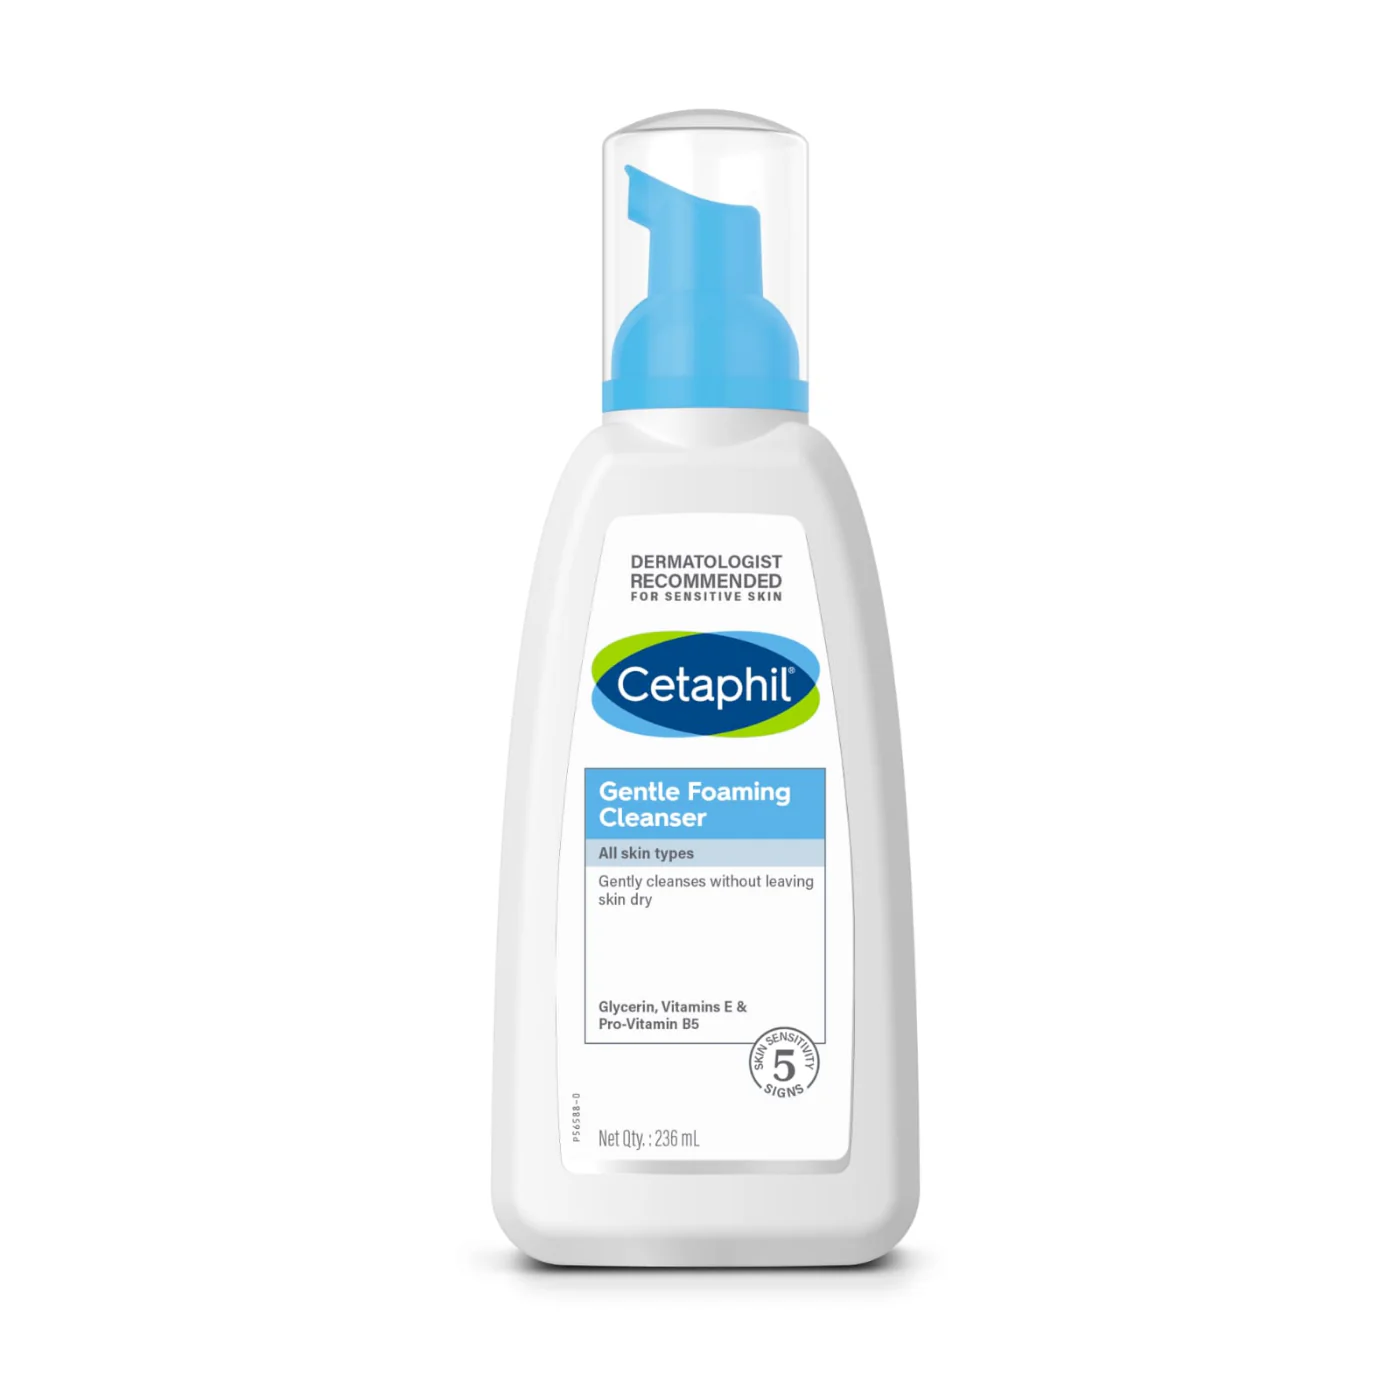 DERMATOLOGIST
RECOMMENDED
FOR SENSITIVE SKIN
Cetaphil®
Gentle Foaming
Cleanser
All skin types
Gently cleanses without leaving
skin dry
Glycerin, Vitamins E &
Pro-Vitamin B5
SKIN SENSITIVITY
5
SIGNS
P56588-0
Net Qty. : 236 mL